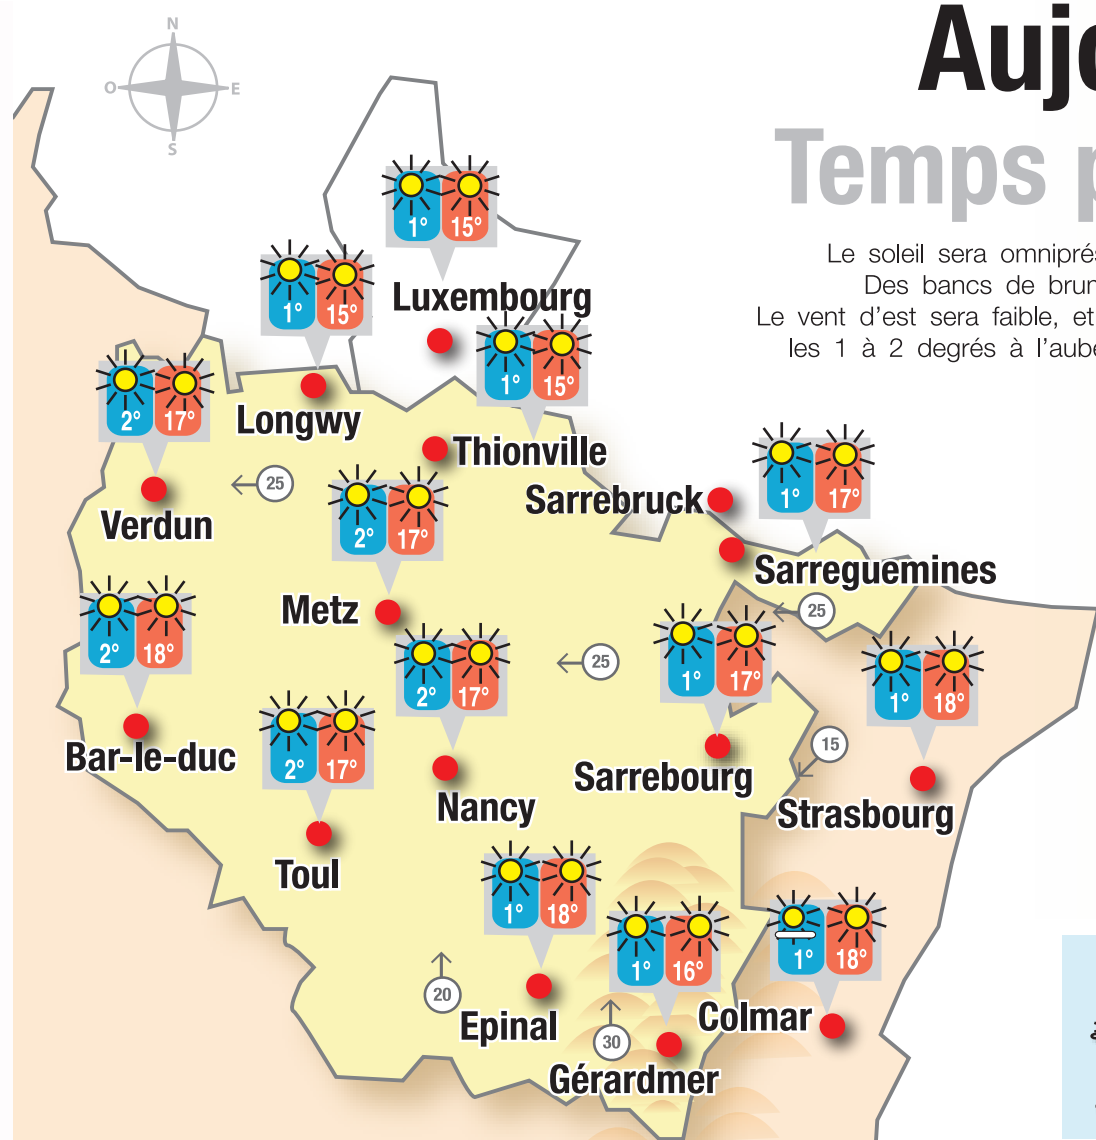 N
O
E
S
Aujo
Temps p
Le soleil sera omniprés
Des bancs de brun
Le vent d'est sera faible, et
les 1 à 2 degrés à l'aube
1° 15°
Luxembourg
1° 15°
Longwy
1° 15°
Thionville
2° 17°
Verdun
25
2° 17°
Metz
Sarrebruck
1° 17°
Sarreguemines
25
2° 18°
Bar-le-duc
2° 17°
Nancy
25
1° 17°
Sarrebourg
1° 18°
Strasbourg
15
2° 17°
Toul
1° 18°
Epinal
20
1° 16°
Gérardmer
30
1° 18°
Colmar